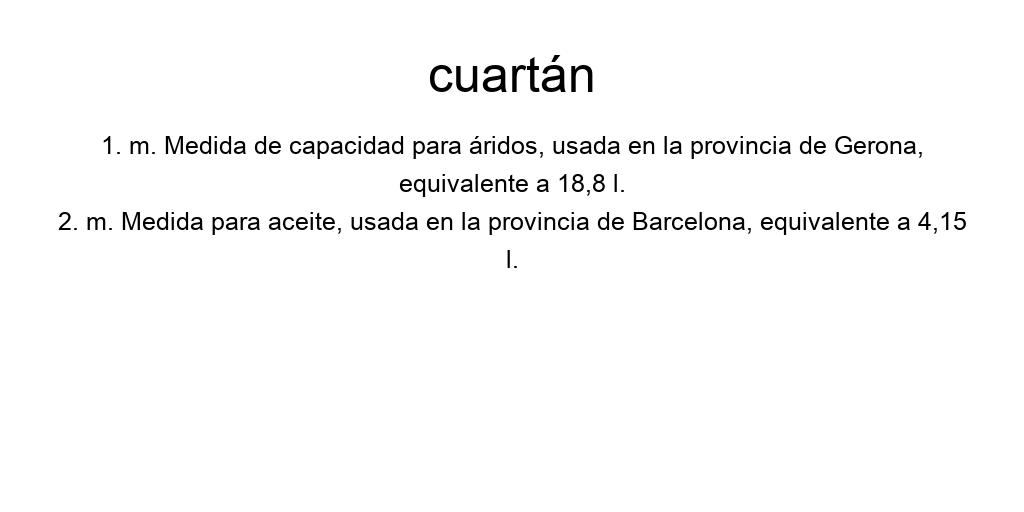 cuartán
1. m. Medida de capacidad para áridos, usada en la provincia de Gerona,
equivalente a 18,8 l.
2. m. Medida para aceite, usada en la provincia de Barcelona, equivalente a 4,15
l.